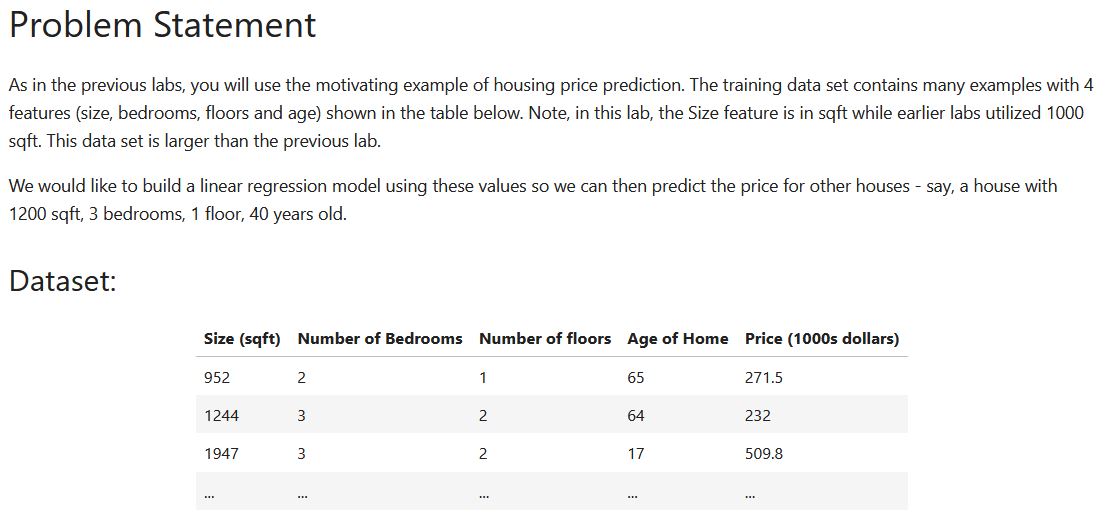 Problem Statement
As in the previous labs, you will use the motivating example of housing price prediction. The training data set contains many examples with 4
features (size, bedrooms, floors and age) shown in the table below. Note, in this lab, the Size feature is in sqft while earlier labs utilized 1000
sqft. This data set is larger than the previous lab.
We would like to build a linear regression model using these values so we can then predict the price for other houses - say, a house with
1200 sqft, 3 bedrooms, 1 floor, 40 years old.
Dataset:
Size (sqft) Number of Bedrooms Number of floors Age of Home Price (1000s dollars)
952 2 1 65 271.5
1244 3 2 64 232
1947 3 2 17 509.8
... ... ... ... ...